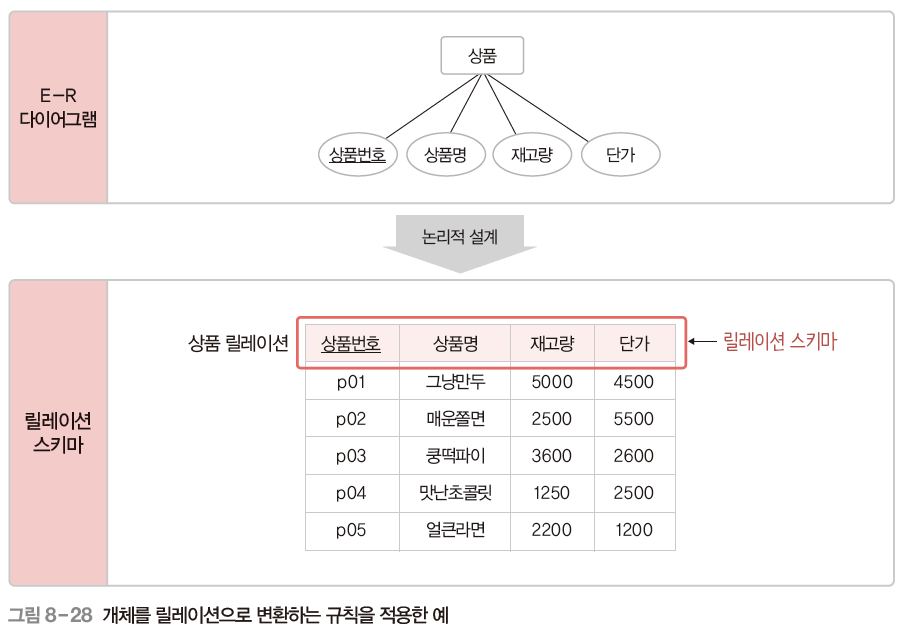 E-R
다이어그램
상품
상품번호 상품명 재고량 단가
논리적 설계
릴레이션
스키마
상품 릴레이션 상품번호 상품명 재고량 단가 릴레이션 스키마
p01 그냥만두 5000 4500
p02 매운쫄면 2500 5500
p03 쿵떡파이 3600 2600
p04 맛난초콜릿 1250 2500
p05 얼큰라면 2200 1200
그림 8-28 개체를 릴레이션으로 변환하는 규칙을 적용한 예